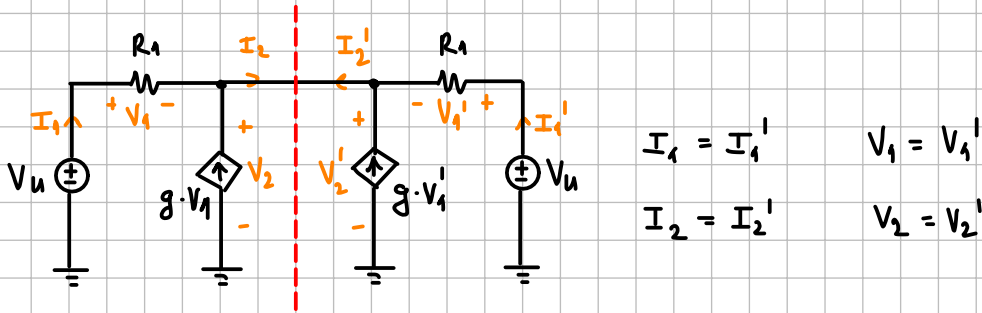 R1 I2 I2' R1
+ V1 - - V1' +
I1 I1'
+ +
Vu + - g·V1 V2 V2' g·V1' + - Vu
- -
I1 = I1' V1 = V1'
I2 = I2' V2 = V2'